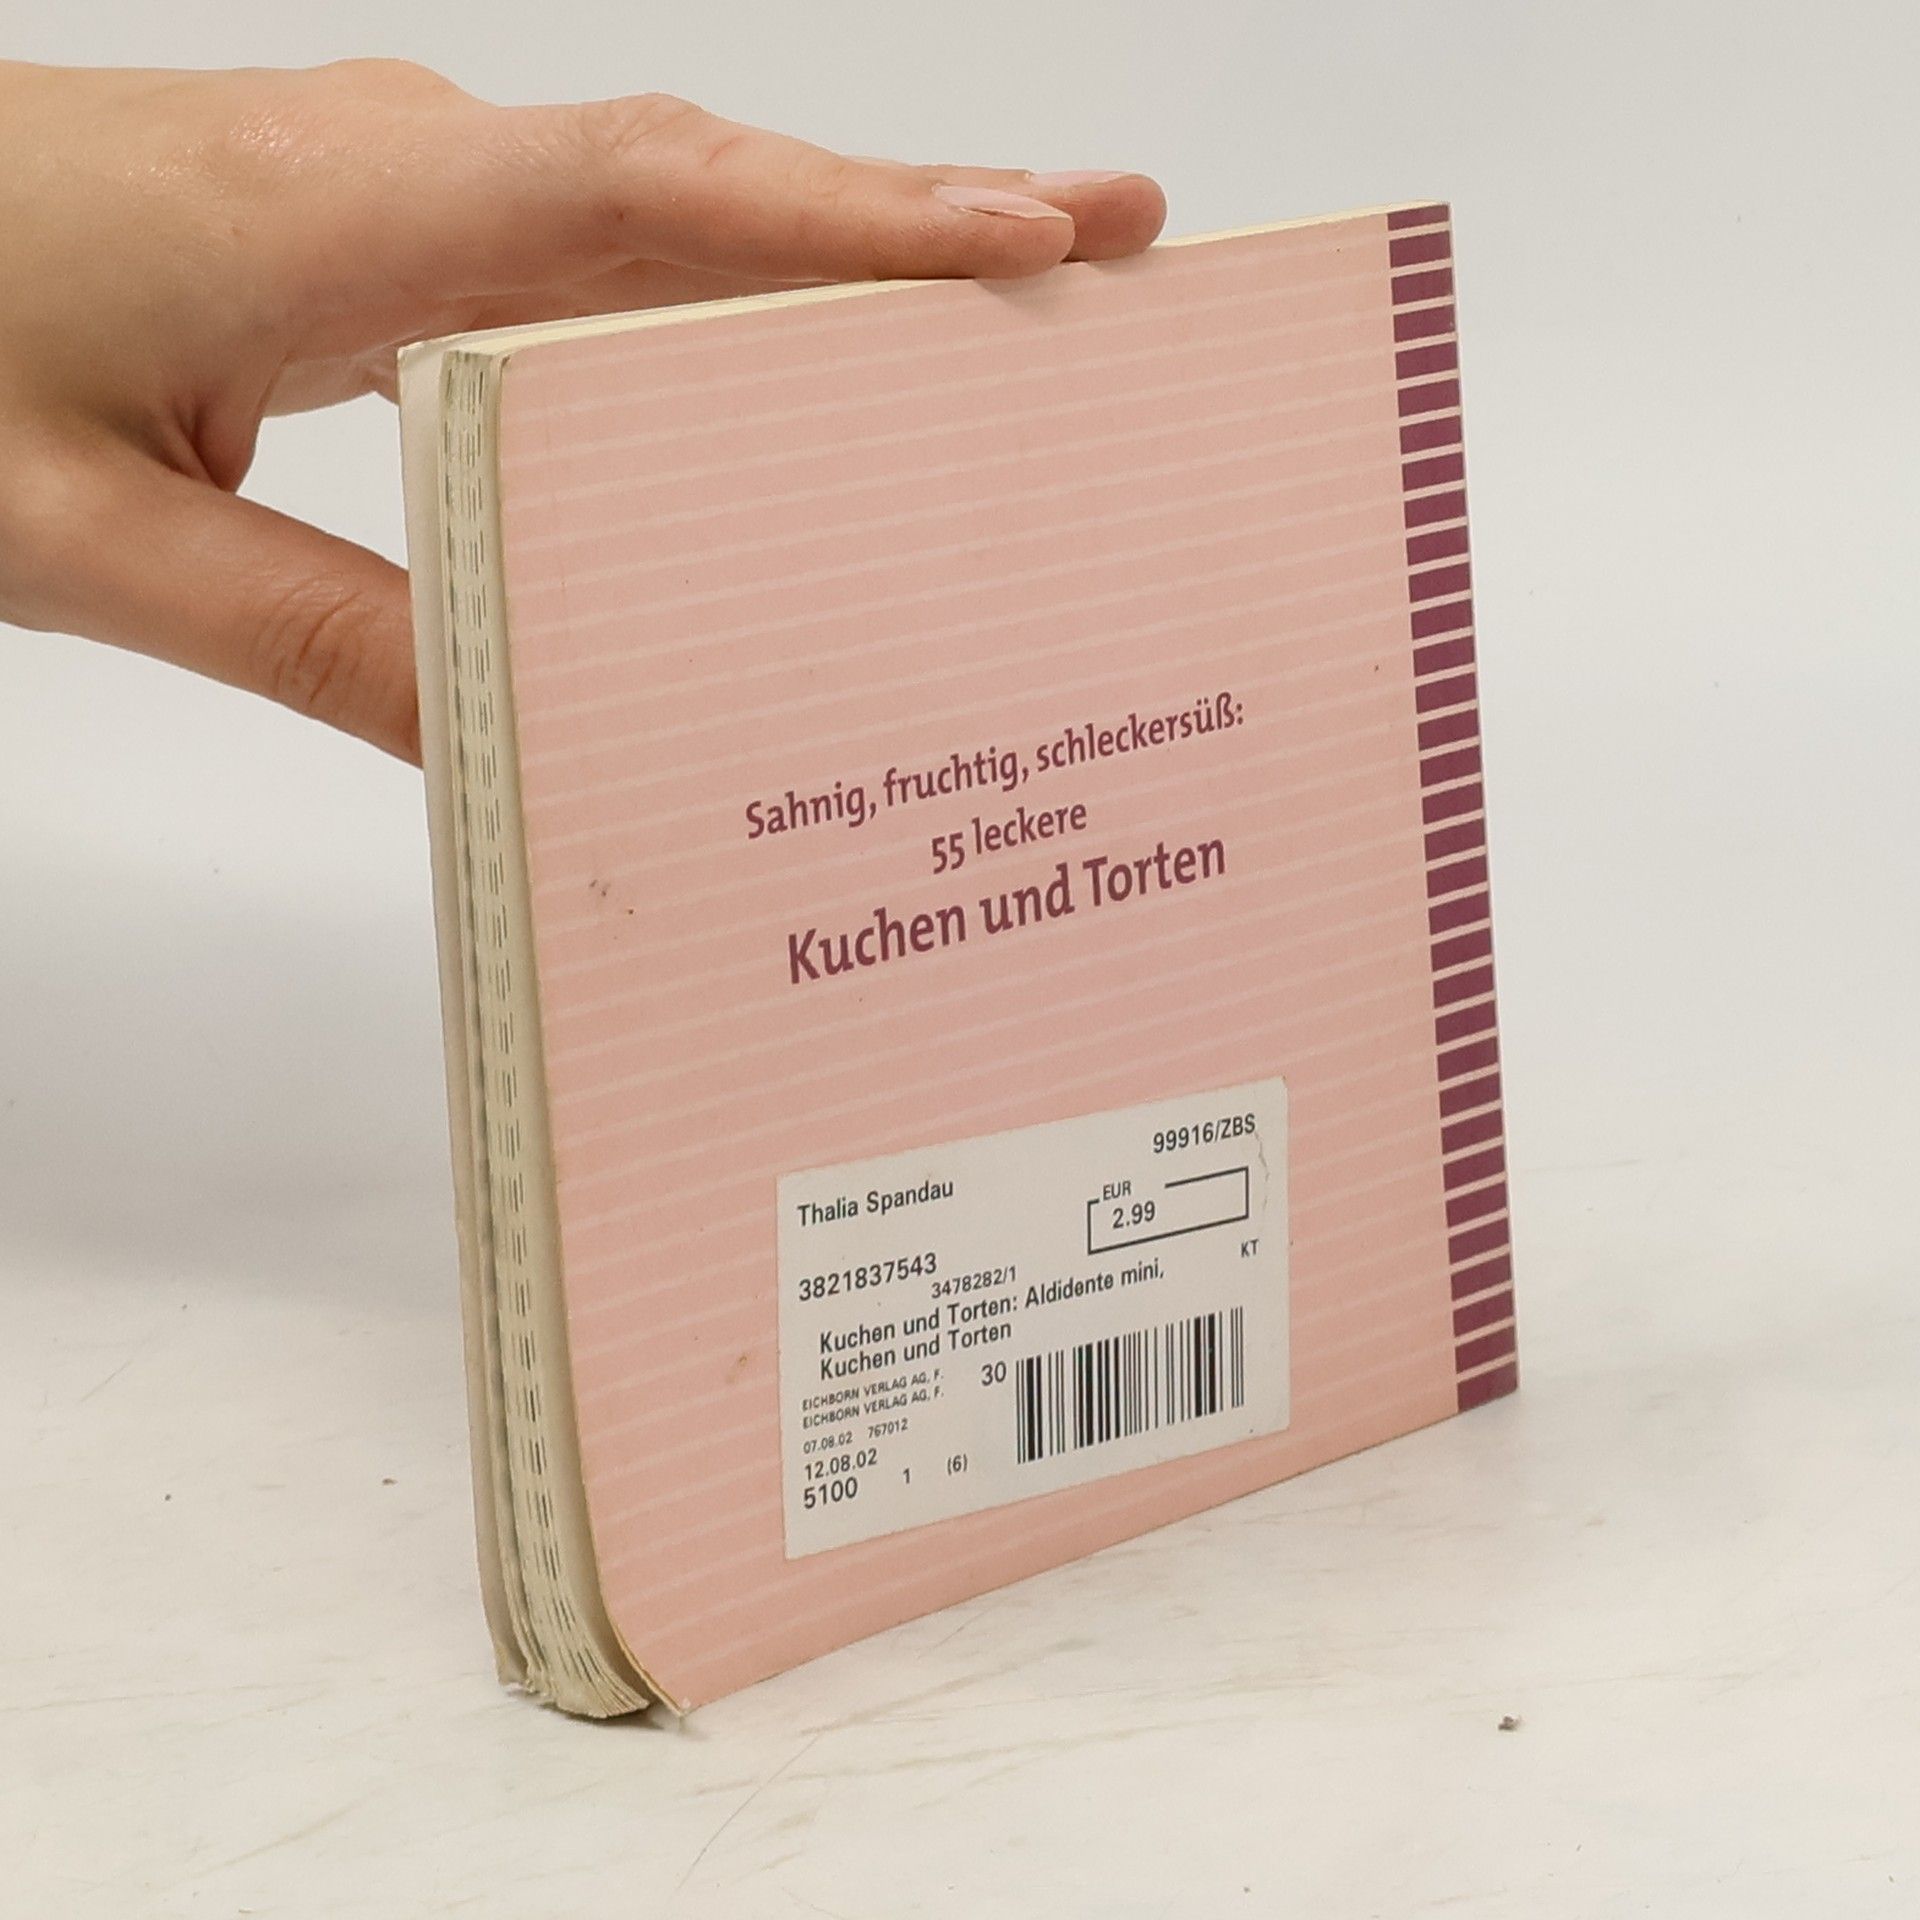 Sahnig, fruchtig, schleckersüß:
55 leckere
Kuchen und Torten
99916/ZBS
Thalia Spandau
EUR
2.99
3821837543
KT
3478282/1
Kuchen und Torten: Aldidente mini,
Kuchen und Torten
EICHBORN VERLAG AG. F.
EICHBORN VERLAG AG. F.
30
07.08.02 767012
12.08.02
5100 1 (6)